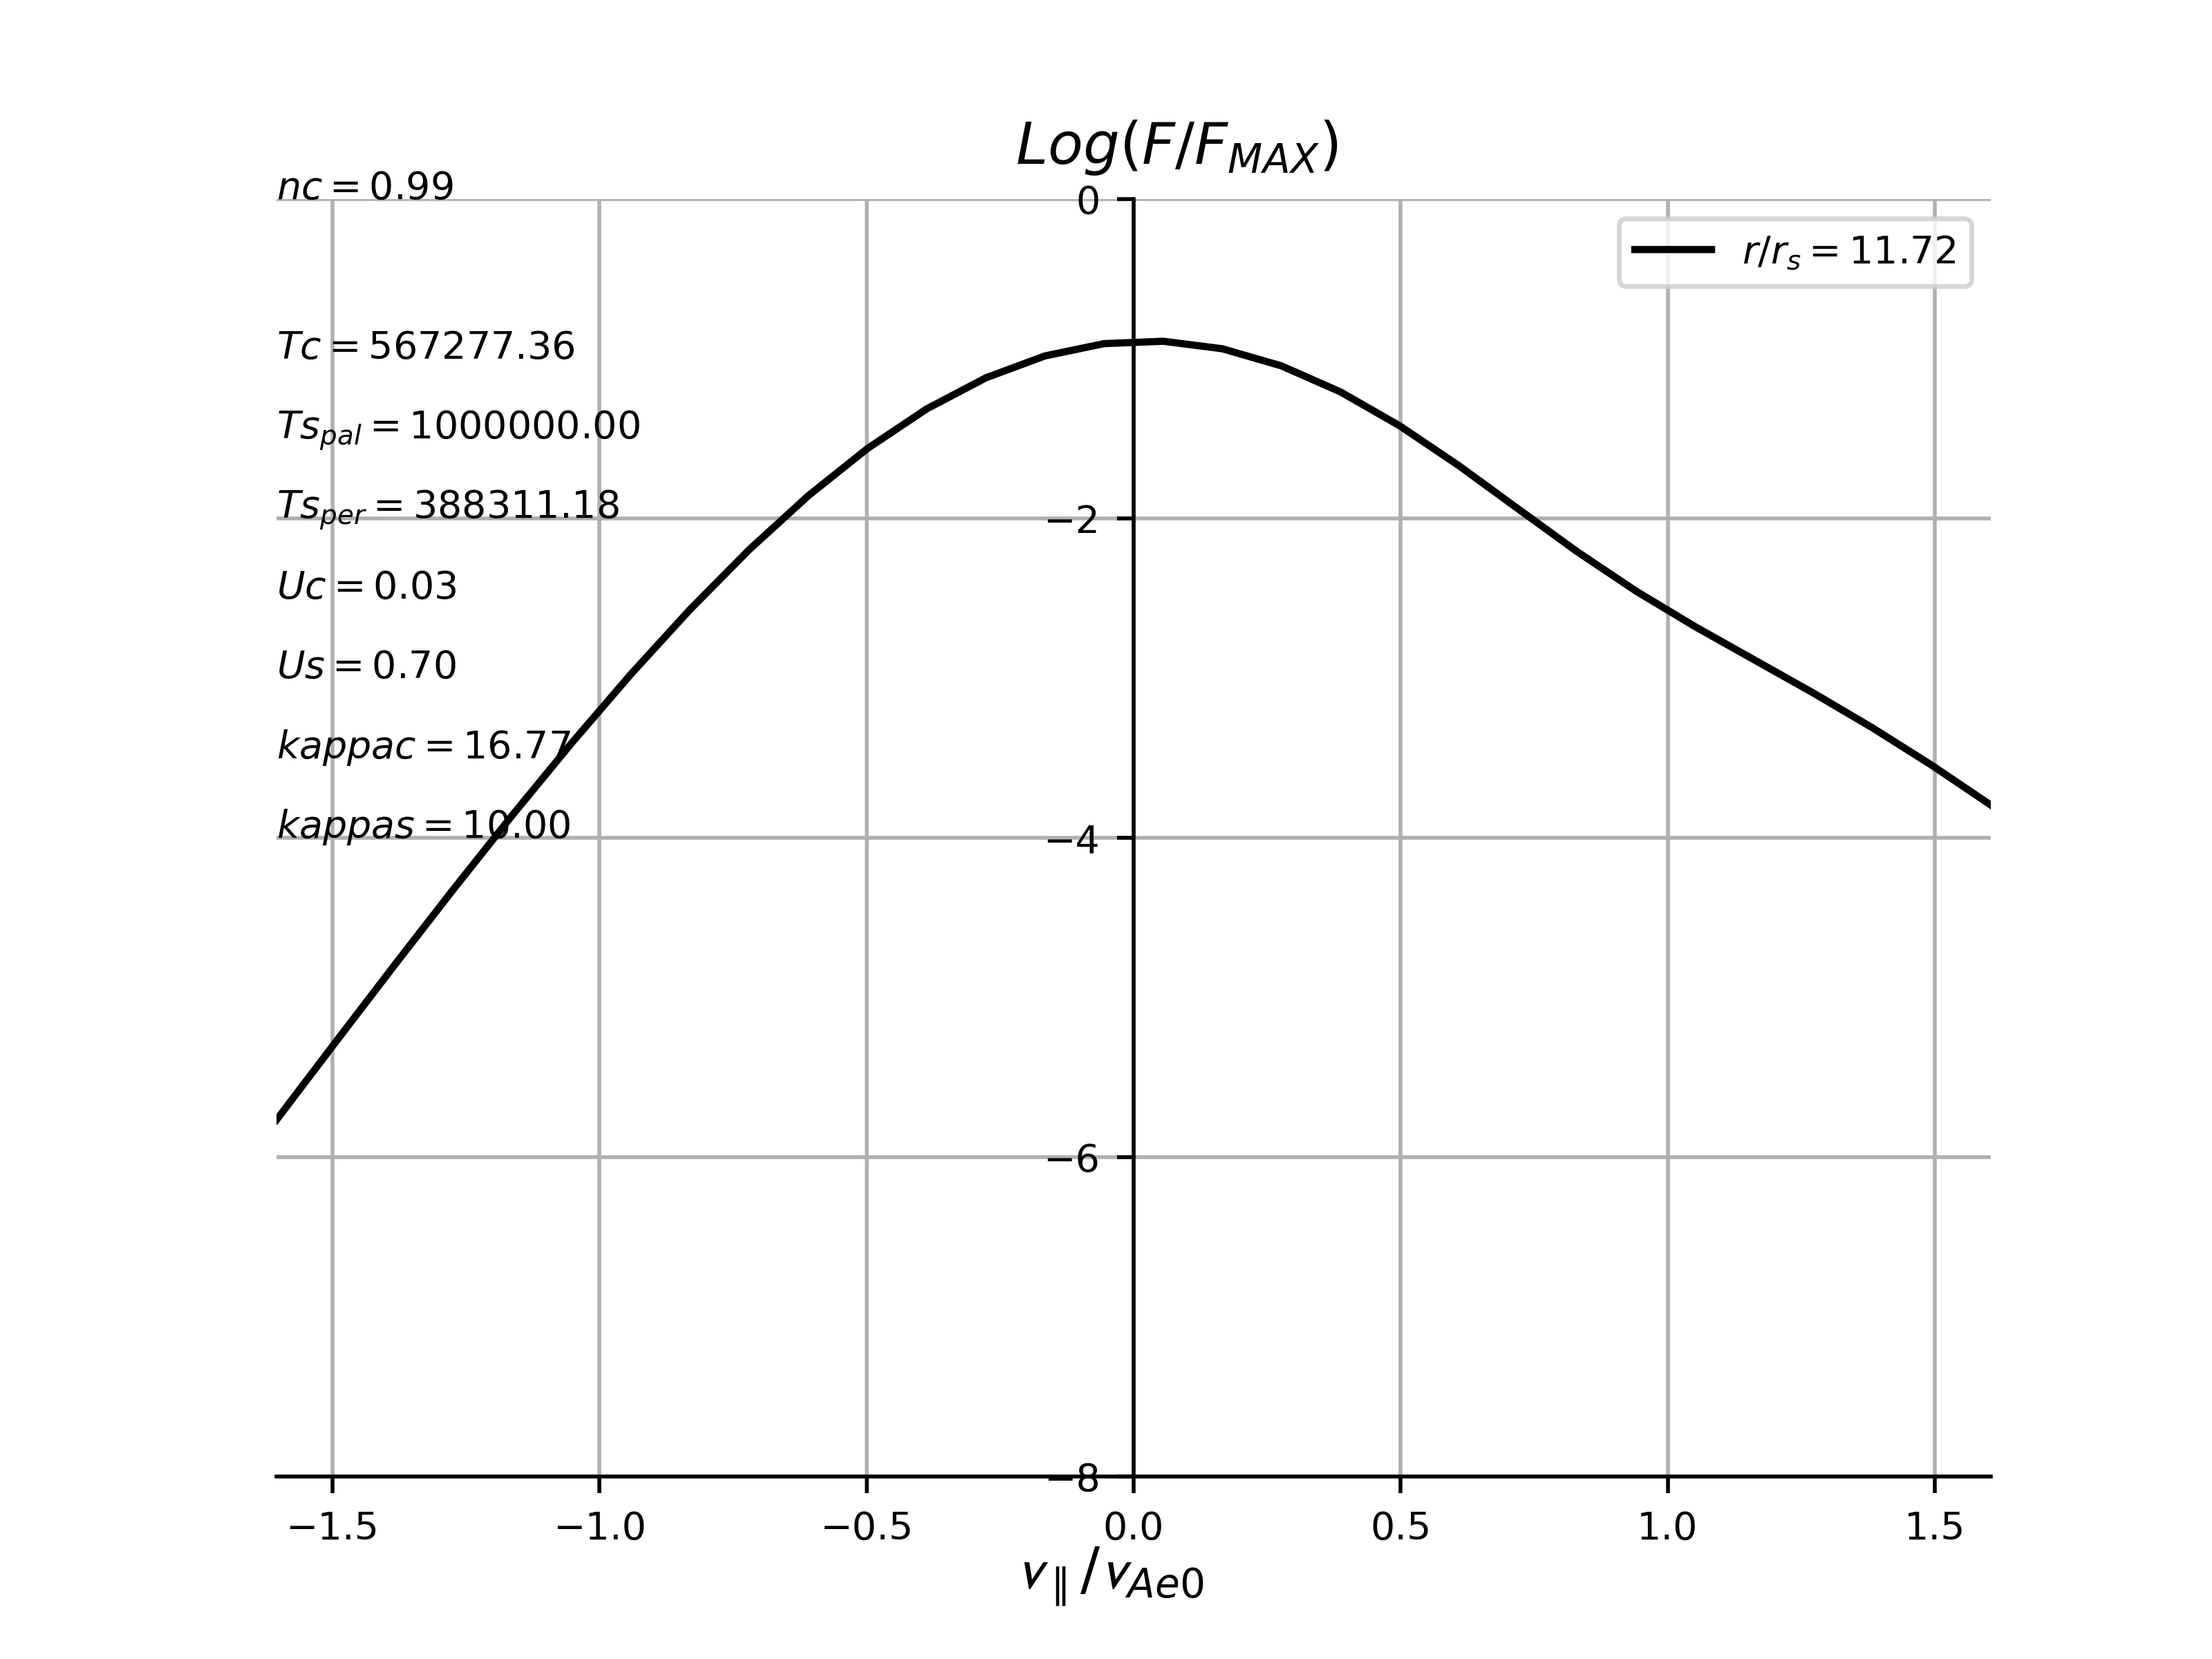 Log(F/F_MAX)
nc = 0.99
0
r/r_s = 11.72
Tc = 567277.36
Ts_pal = 1000000.00
Ts_per = 388311.18
−2
Uc = 0.03
Us = 0.70
kappac = 16.77
kappas = 10.00
−4
−6
−8
−1.5 −1.0 −0.5 0.0 0.5 1.0 1.5
v_∥/v_Ae0